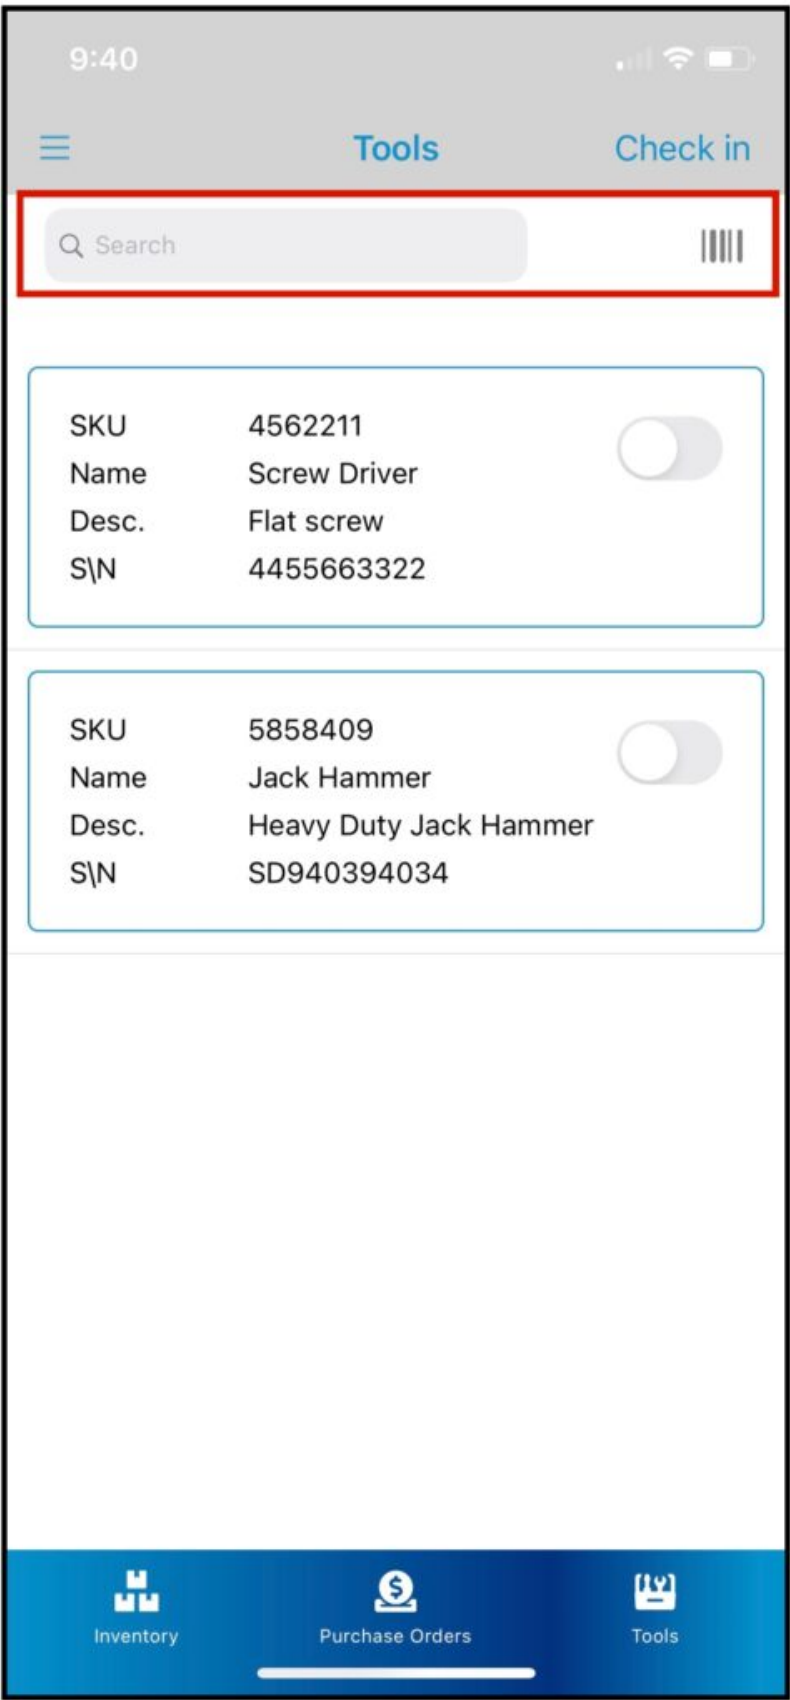 9:40
Tools Check in
Search
SKU 4562211
Name Screw Driver
Desc. Flat screw
S\N 4455663322
SKU 5858409
Name Jack Hammer
Desc. Heavy Duty Jack Hammer
S\N SD940394034
Inventory Purchase Orders Tools